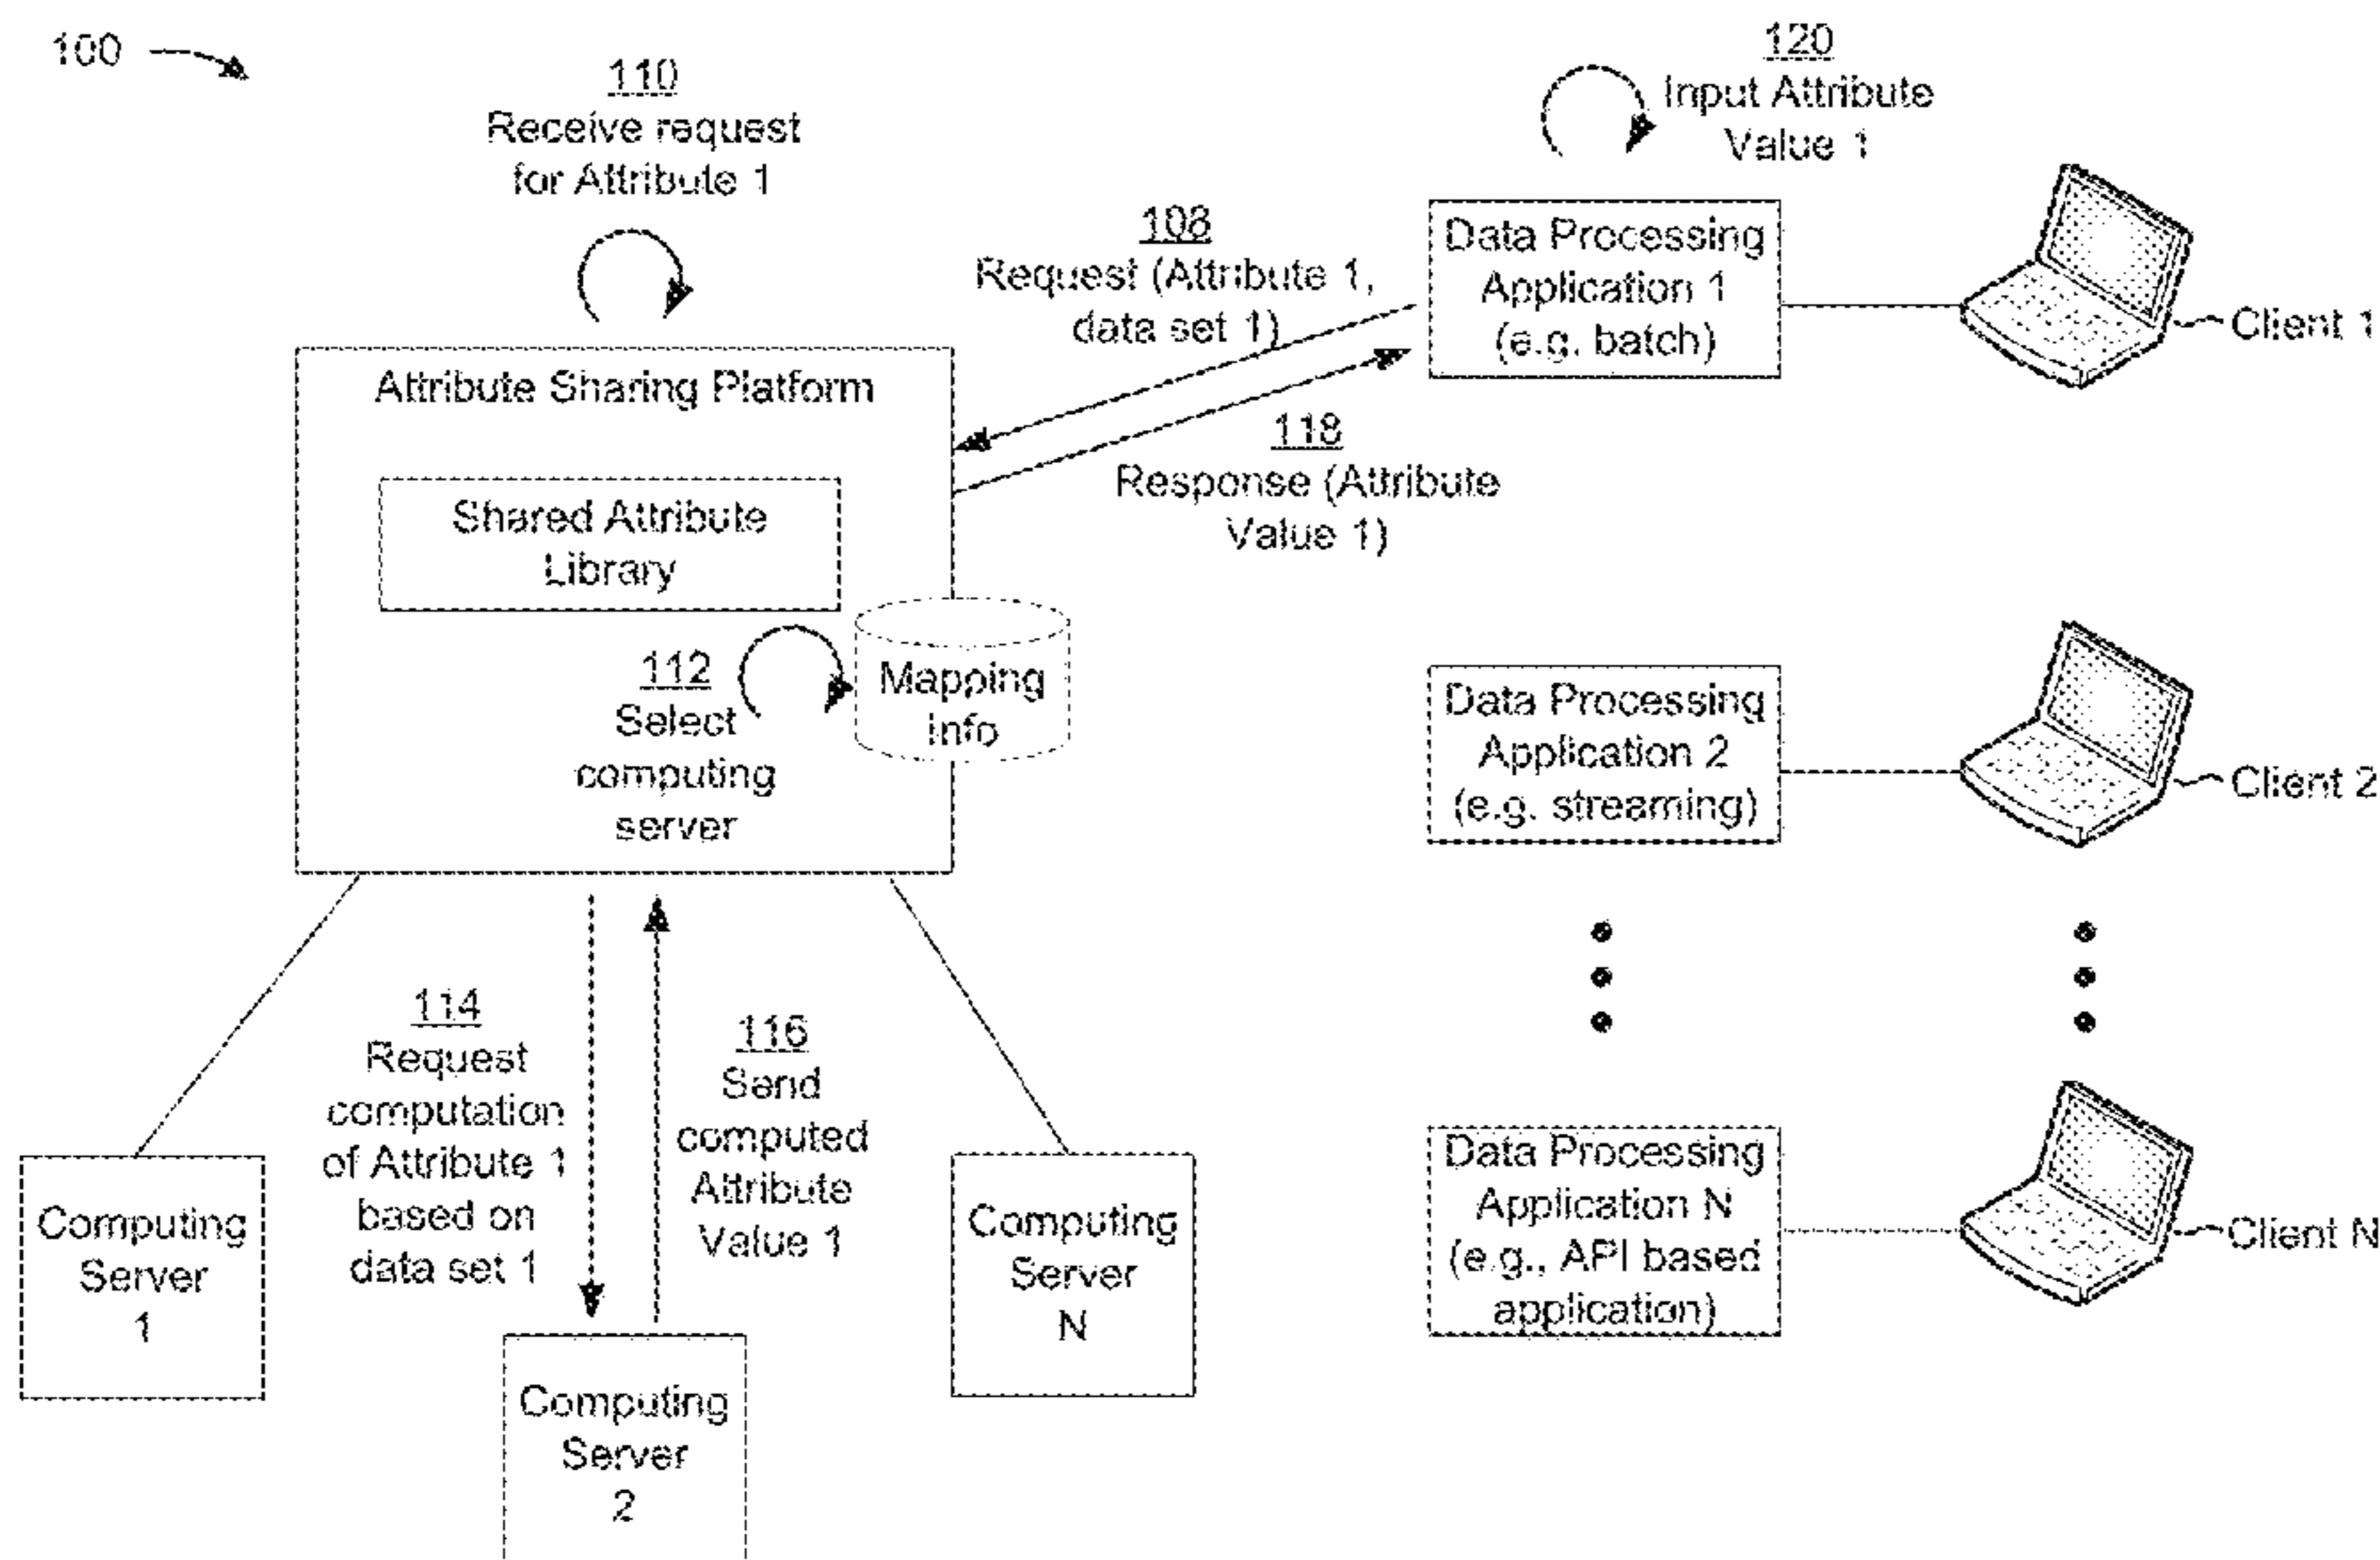 100
110
Receive request
for Attribute 1
120
Input Attribute
Value 1
108
Request (Attribute 1,
data set 1)
Data Processing
Application 1
(e.g. batch)
Client 1
Attribute Sharing Platform
118
Response (Attribute
Value 1)
Shared Attribute
Library
112
Select
computing
server
Mapping
Info
Data Processing
Application 2
(e.g. streaming)
Client 2
114
Request
computation
of Attribute 1
based on
data set 1
116
Send
computed
Attribute
Value 1
Computing
Server
1
Computing
Server
2
Computing
Server
N
Data Processing
Application N
(e.g., API based
application)
Client N